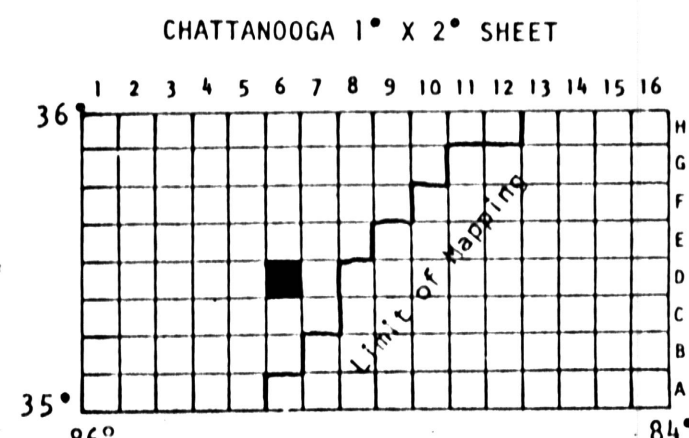 CHATTANOOGA 1° X 2° SHEET
1 2 3 4 5 6 7 8 9 10 11 12 13 14 15 16
36°
H
G
F
E
D
C
B
A
Limit of Mapping
35°
86° 84°